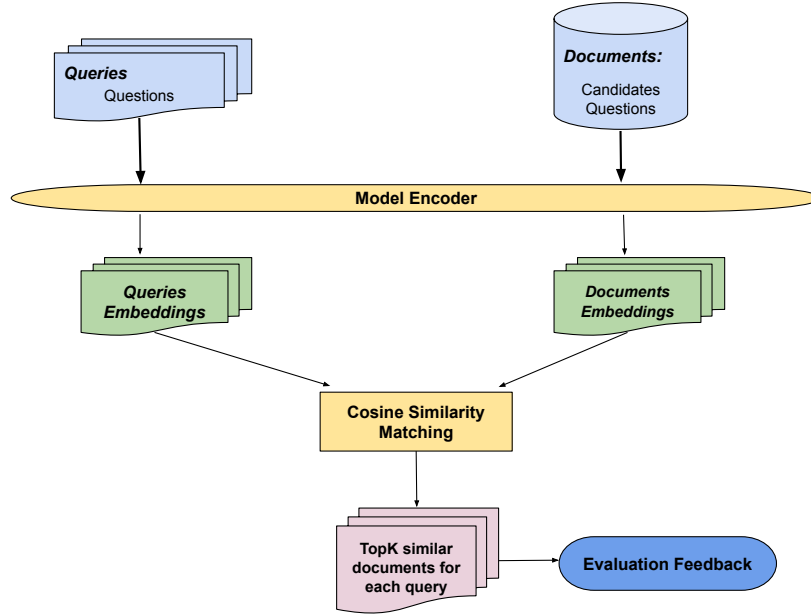 Queries
Questions
Documents:
Candidates
Questions
Model Encoder
Queries
Embeddings
Documents
Embeddings
Cosine Similarity
Matching
TopK similar
documents for
each query
Evaluation Feedback